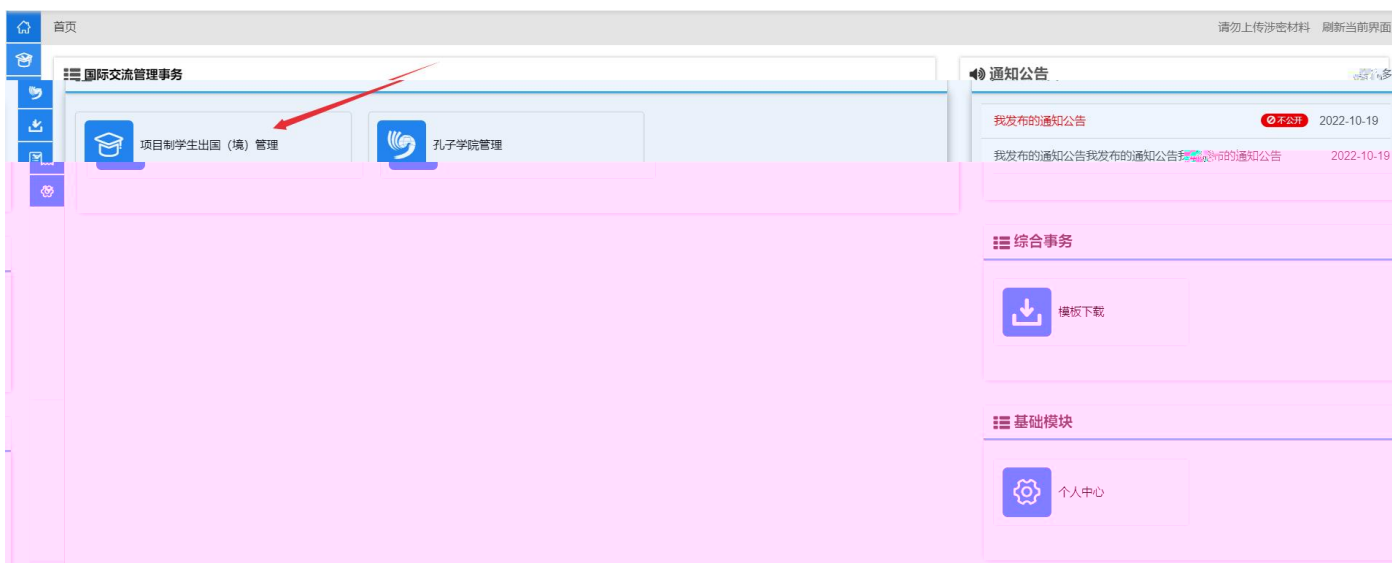 首页
请勿上传涉密材料 刷新当前界面
国际交流管理事务
通知公告
多
我发布的通知公告 不公开 2022-10-19
项目制学生出国（境）管理
孔子学院管理
我发布的通知公告我发布的通知公告我 布的通知公告 2022-10-19
综合事务
模板下载
基础模块
个人中心